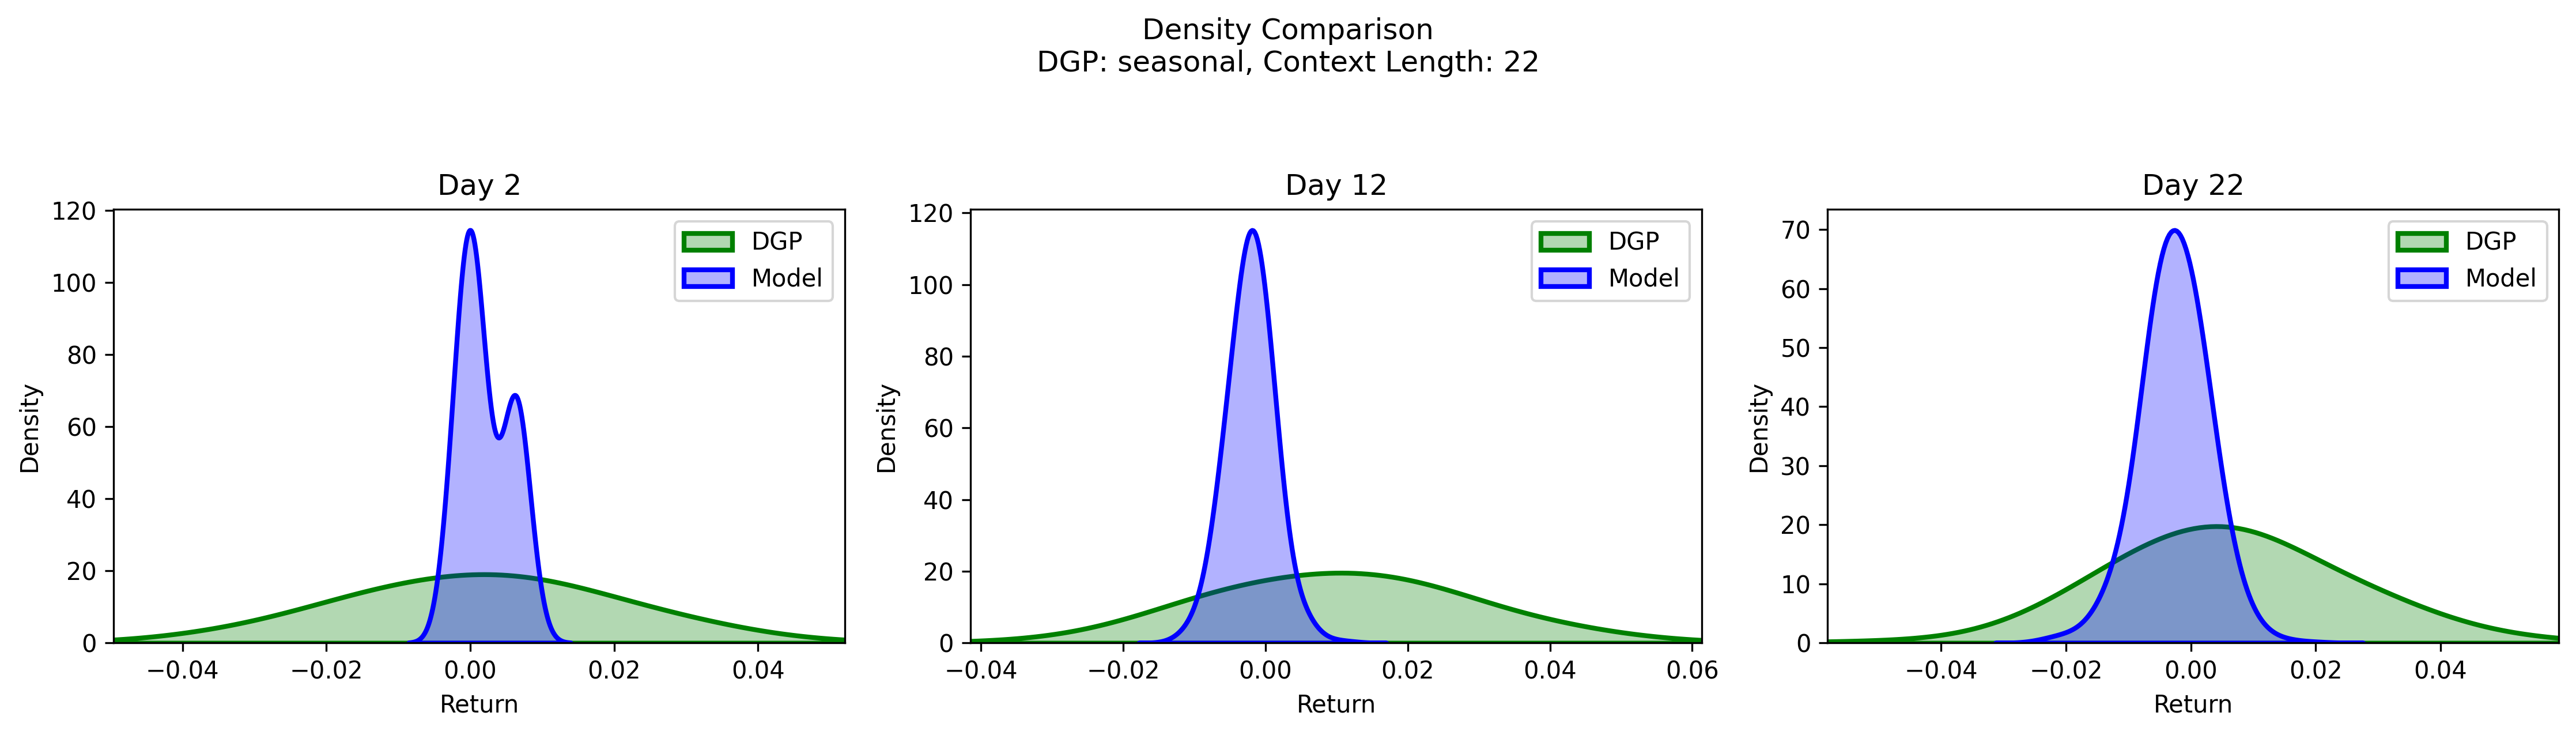 Density Comparison
DGP: seasonal, Context Length: 22
Day 2
120
100
80
60
40
20
0
Density
−0.04
−0.02
0.00
0.02
0.04
Return
DGP
Model
Day 12
120
100
80
60
40
20
0
Density
−0.04
−0.02
0.00
0.02
0.04
0.06
Return
DGP
Model
Day 22
70
60
50
40
30
20
10
0
Density
−0.04
−0.02
0.00
0.02
0.04
Return
DGP
Model